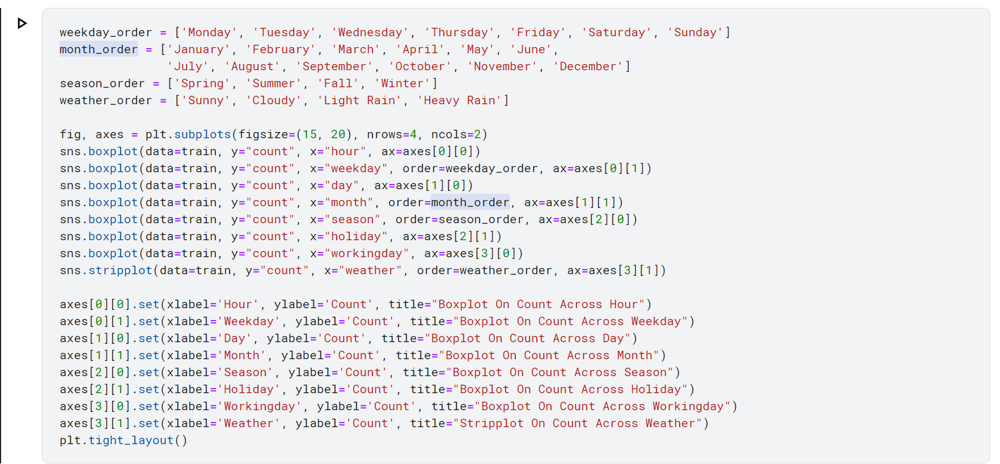 weekday_order = ['Monday', 'Tuesday', 'Wednesday', 'Thursday', 'Friday', 'Saturday', 'Sunday']
month_order = ['January', 'February', 'March', 'April', 'May', 'June',
               'July', 'August', 'September', 'October', 'November', 'December']
season_order = ['Spring', 'Summer', 'Fall', 'Winter']
weather_order = ['Sunny', 'Cloudy', 'Light Rain', 'Heavy Rain']

fig, axes = plt.subplots(figsize=(15, 20), nrows=4, ncols=2)
sns.boxplot(data=train, y="count", x="hour", ax=axes[0][0])
sns.boxplot(data=train, y="count", x="weekday", order=weekday_order, ax=axes[0][1])
sns.boxplot(data=train, y="count", x="day", ax=axes[1][0])
sns.boxplot(data=train, y="count", x="month", order=month_order, ax=axes[1][1])
sns.boxplot(data=train, y="count", x="season", order=season_order, ax=axes[2][0])
sns.boxplot(data=train, y="count", x="holiday", ax=axes[2][1])
sns.boxplot(data=train, y="count", x="workingday", ax=axes[3][0])
sns.stripplot(data=train, y="count", x="weather", order=weather_order, ax=axes[3][1])

axes[0][0].set(xlabel='Hour', ylabel='Count', title="Boxplot On Count Across Hour")
axes[0][1].set(xlabel='Weekday', ylabel='Count', title="Boxplot On Count Across Weekday")
axes[1][0].set(xlabel='Day', ylabel='Count', title="Boxplot On Count Across Day")
axes[1][1].set(xlabel='Month', ylabel='Count', title="Boxplot On Count Across Month")
axes[2][0].set(xlabel='Season', ylabel='Count', title="Boxplot On Count Across Season")
axes[2][1].set(xlabel='Holiday', ylabel='Count', title="Boxplot On Count Across Holiday")
axes[3][0].set(xlabel='Workingday', ylabel='Count', title="Boxplot On Count Across Workingday")
axes[3][1].set(xlabel='Weather', ylabel='Count', title="Stripplot On Count Across Weather")
plt.tight_layout()